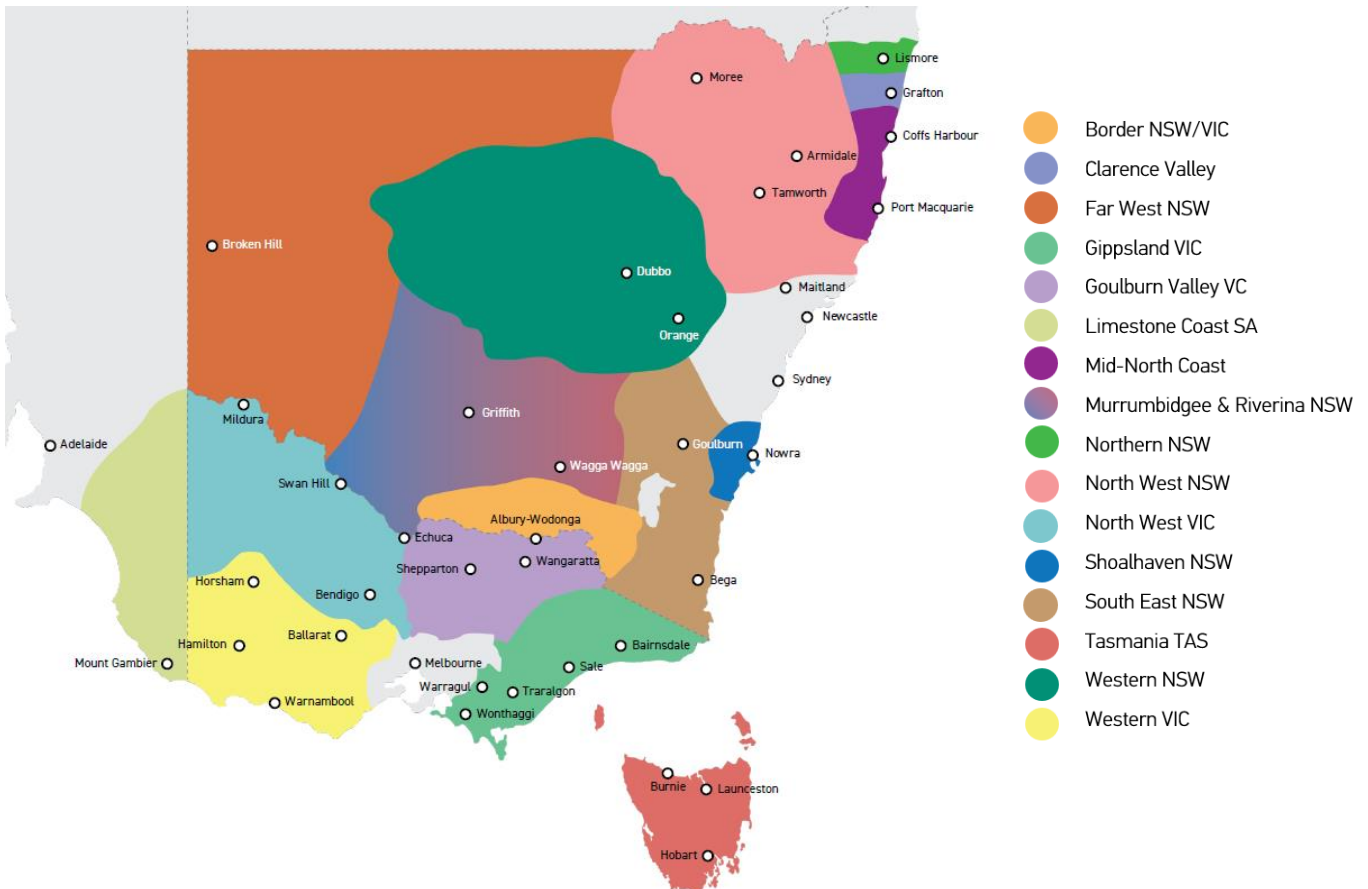 Lismore
Moree
Grafton
Coffs Harbour
Armidale
Tamworth
Port Macquarie
Broken Hill
Dubbo
Maitland
Newcastle
Orange
Sydney
Griffith
Mildura
Adelaide
Goulburn
Nowra
Wagga Wagga
Swan Hill
Albury-Wodonga
Echuca
Wangaratta
Shepparton
Horsham
Bega
Bendigo
Ballarat
Hamilton
Bairnsdale
Mount Gambier
Melbourne
Sale
Warragul
Traralgon
Warnambool
Wonthaggi
Burnie
Launceston
Hobart
Border NSW/VIC
Clarence Valley
Far West NSW
Gippsland VIC
Goulburn Valley VC
Limestone Coast SA
Mid-North Coast
Murrumbidgee & Riverina NSW
Northern NSW
North West NSW
North West VIC
Shoalhaven NSW
South East NSW
Tasmania TAS
Western NSW
Western VIC